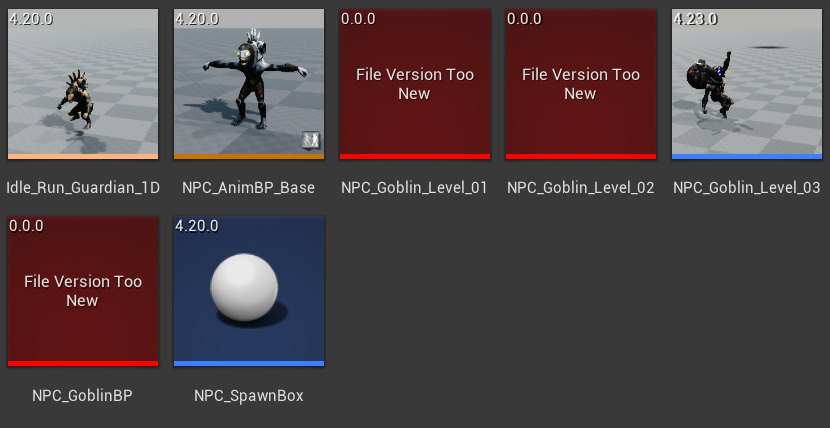 4.20.0
4.20.0
0.0.0
0.0.0
4.23.0
File Version Too
New
File Version Too
New
Idle_Run_Guardian_1D
NPC_AnimBP_Base
NPC_Goblin_Level_01
NPC_Goblin_Level_02
NPC_Goblin_Level_03
0.0.0
4.20.0
File Version Too
New
NPC_GoblinBP
NPC_SpawnBox